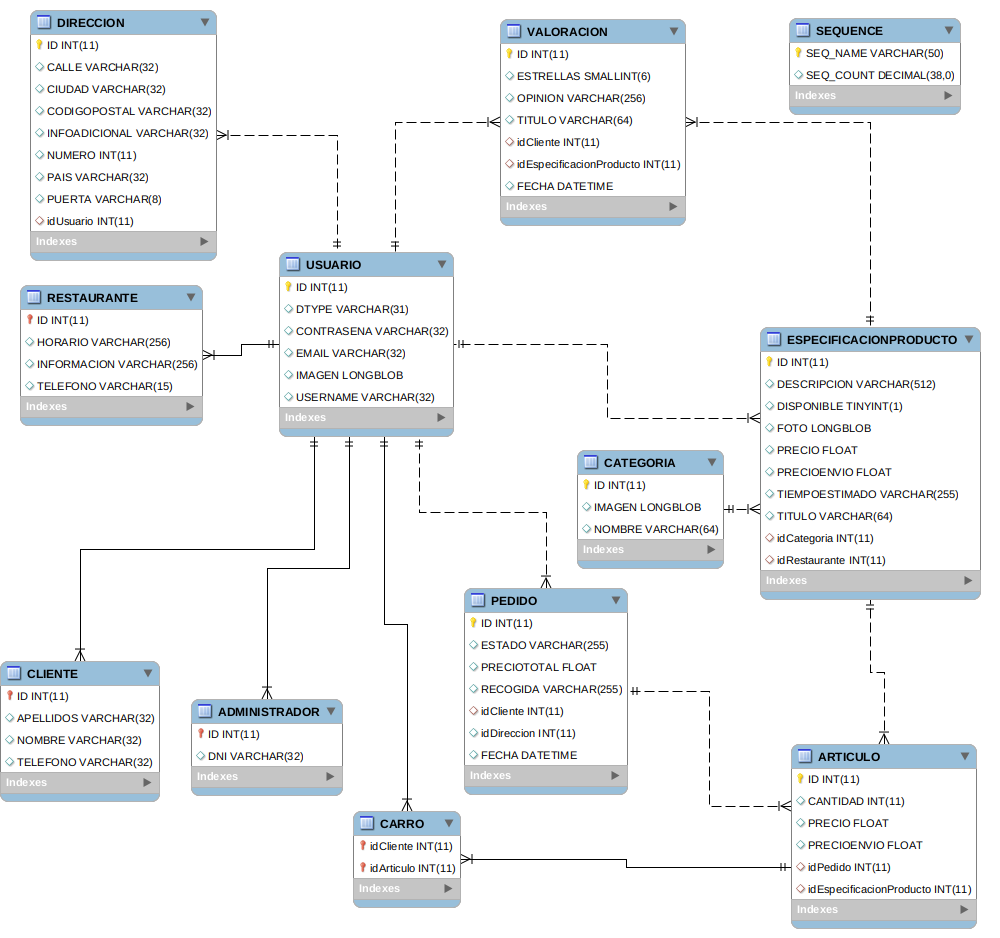 DIRECCION
ID INT(11)
CALLE VARCHAR(32)
CIUDAD VARCHAR(32)
CODIGOPOSTAL VARCHAR(32)
INFOADICIONAL VARCHAR(32)
NUMERO INT(11)
PAIS VARCHAR(32)
PUERTA VARCHAR(8)
idUsuario INT(11)
Indexes
VALORACION
ID INT(11)
ESTRELLAS SMALLINT(6)
OPINION VARCHAR(256)
TITULO VARCHAR(64)
idCliente INT(11)
idEspecificacionProducto INT(11)
FECHA DATETIME
Indexes
SEQUENCE
SEQ_NAME VARCHAR(50)
SEQ_COUNT DECIMAL(38,0)
Indexes
USUARIO
ID INT(11)
DTYPE VARCHAR(31)
CONTRASENA VARCHAR(32)
EMAIL VARCHAR(32)
IMAGEN LONGBLOB
USERNAME VARCHAR(32)
Indexes
RESTAURANTE
ID INT(11)
HORARIO VARCHAR(256)
INFORMACION VARCHAR(256)
TELEFONO VARCHAR(15)
Indexes
ESPECIFICACIONPRODUCTO
ID INT(11)
DESCRIPCION VARCHAR(512)
DISPONIBLE TINYINT(1)
FOTO LONGBLOB
PRECIO FLOAT
PRECIOENVIO FLOAT
TIEMPOESTIMADO VARCHAR(255)
TITULO VARCHAR(64)
idCategoria INT(11)
idRestaurante INT(11)
Indexes
CATEGORIA
ID INT(11)
IMAGEN LONGBLOB
NOMBRE VARCHAR(64)
Indexes
PEDIDO
ID INT(11)
ESTADO VARCHAR(255)
PRECIOTOTAL FLOAT
RECOGIDA VARCHAR(255)
idCliente INT(11)
idDireccion INT(11)
FECHA DATETIME
Indexes
CLIENTE
ID INT(11)
APELLIDOS VARCHAR(32)
NOMBRE VARCHAR(32)
TELEFONO VARCHAR(32)
Indexes
ADMINISTRADOR
ID INT(11)
DNI VARCHAR(32)
Indexes
CARRO
idCliente INT(11)
idArticulo INT(11)
Indexes
ARTICULO
ID INT(11)
CANTIDAD INT(11)
PRECIO FLOAT
PRECIOENVIO FLOAT
idPedido INT(11)
idEspecificacionProducto INT(11)
Indexes